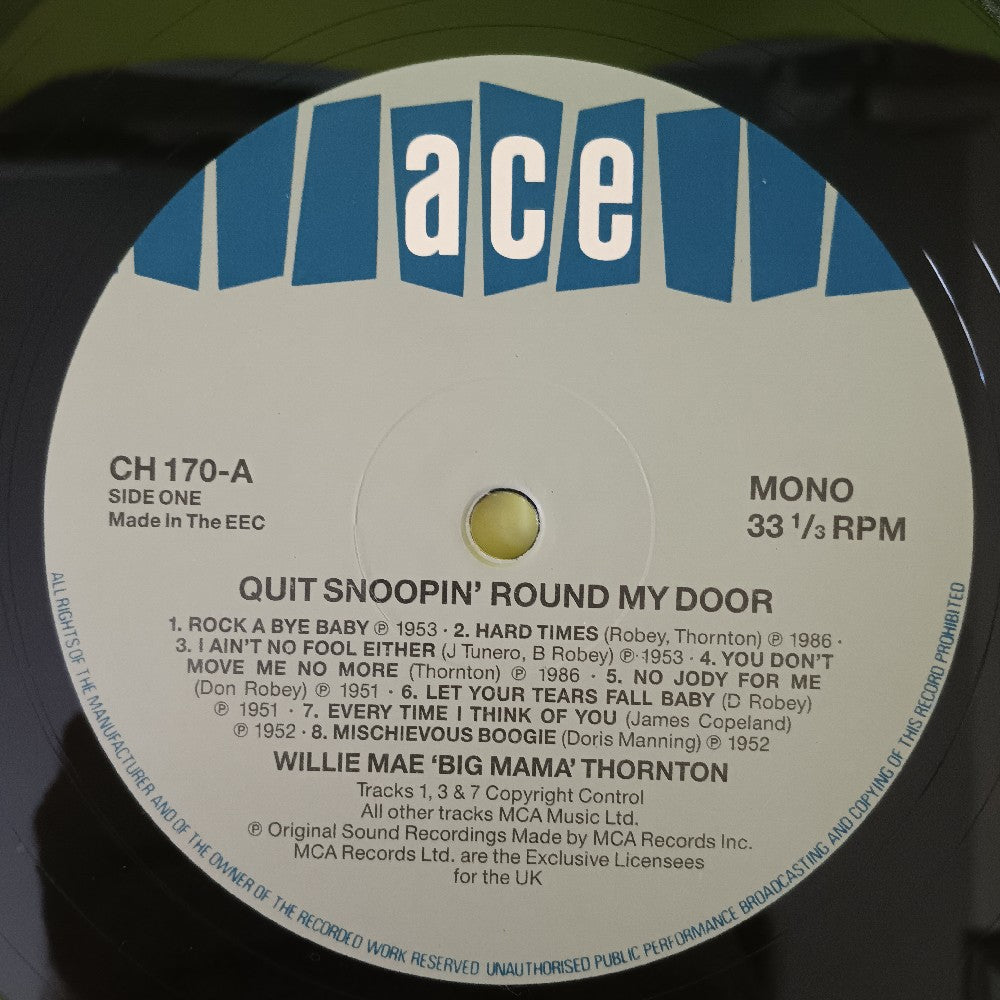 ace
CH 170-A
SIDE ONE
Made In The EEC
MONO
33 1/3 RPM
QUIT SNOOPIN' ROUND MY DOOR
1. ROCK A BYE BABY ℗ 1953 · 2. HARD TIMES (Robey, Thornton) ℗ 1986 ·
3. I AIN'T NO FOOL EITHER (J Tunero, B Robey) ℗ · 1953 · 4. YOU DON'T
MOVE ME NO MORE (Thornton) ℗ 1986 · 5. NO JODY FOR ME
(Don Robey) ℗ 1951 · 6. LET YOUR TEARS FALL BABY (D Robey)
℗ 1951 · 7. EVERY TIME I THINK OF YOU (James Copeland)
℗ 1952 · 8. MISCHIEVOUS BOOGIE (Doris Manning) ℗ 1952
WILLIE MAE 'BIG MAMA' THORNTON
Tracks 1, 3 & 7 Copyright Control
All other tracks MCA Music Ltd.
℗ Original Sound Recordings Made by MCA Records Inc.
MCA Records Ltd. are the Exclusive Licensees
for the UK
ALL RIGHTS OF THE MANUFACTURER AND OF THE OWNER OF THE RECORDED WORK RESERVED UNAUTHORISED PUBLIC PERFORMANCE BROADCASTING AND COPYING OF THIS RECORD PROHIBITED